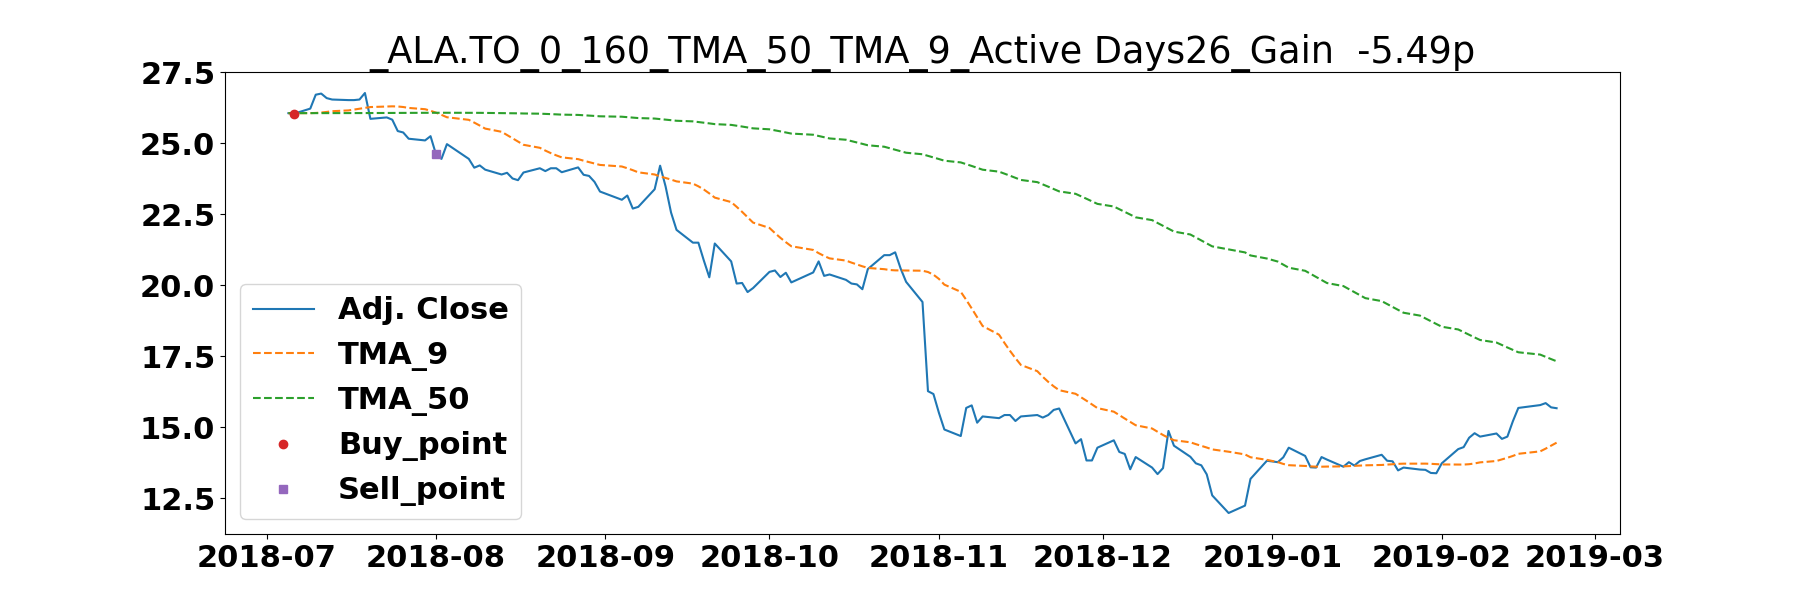 _ALA.TO_0_160_TMA_50_TMA_9_Active Days26_Gain  -5.49p
27.5
25.0
22.5
20.0
17.5
15.0
12.5
Adj. Close
TMA_9
TMA_50
Buy_point
Sell_point
2018-07 2018-08 2018-09 2018-10 2018-11 2018-12 2019-01 2019-02 2019-03